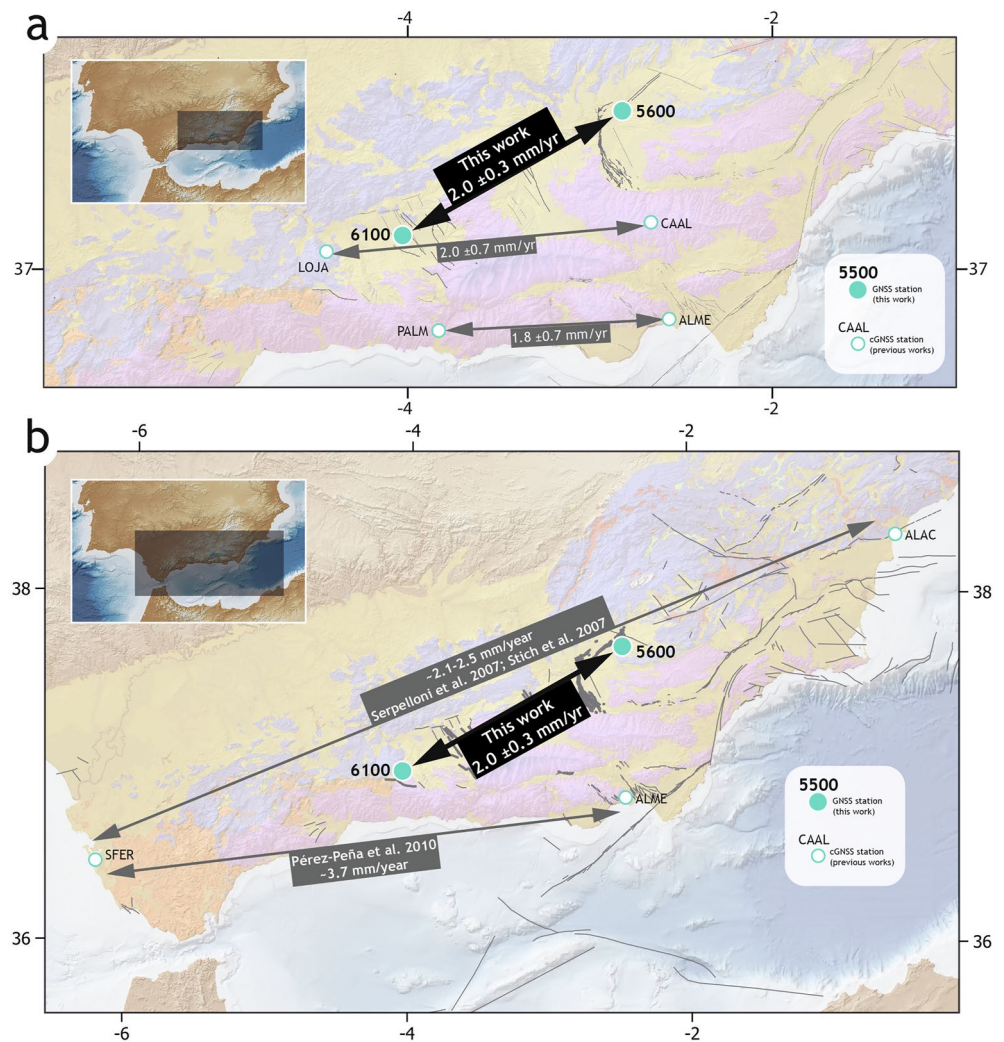 a
-4
-2
5600
This work
2.0 ±0.3 mm/yr
6100
CAAL
2.0 ±0.7 mm/yr
LOJA
37
37
5500
GNSS station
(this work)
CAAL
cGNSS station
(previous works)
PALM
ALME
1.8 ±0.7 mm/yr
-4
-2
b
-6
-4
-2
ALAC
38
38
~2.1-2.5 mm/year
Serpelloni et al. 2007; Stich et al. 2007
5600
This work
2.0 ±0.3 mm/yr
6100
ALME
5500
GNSS station
(this work)
CAAL
cGNSS station
(previous works)
SFER
Pérez-Peña et al. 2010
~3.7 mm/year
36
36
-6
-4
-2